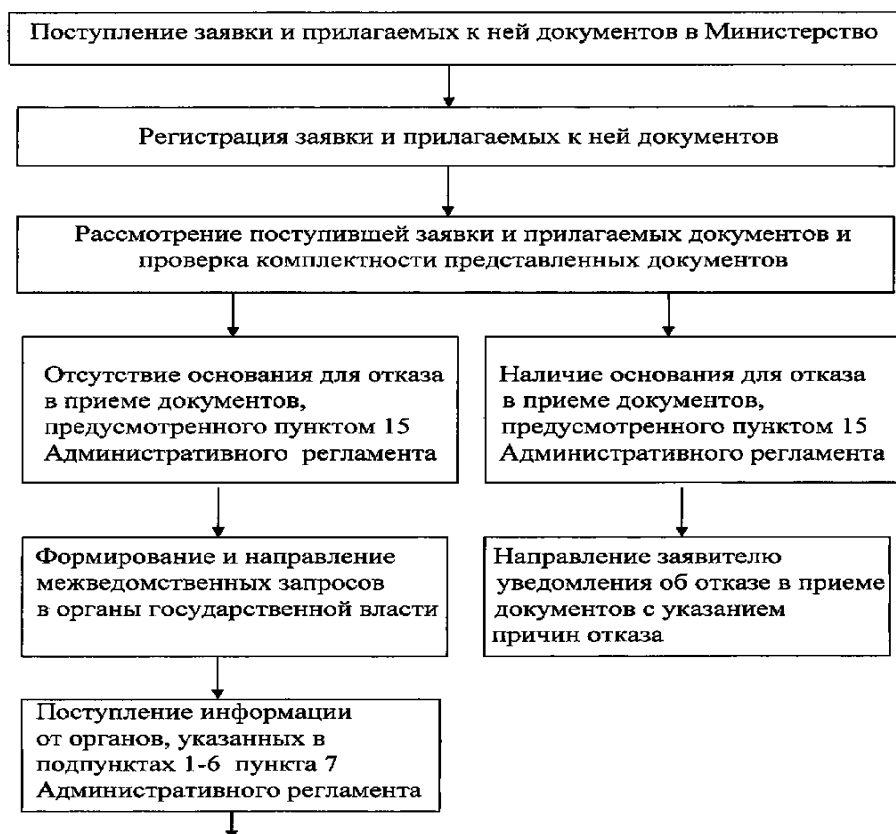 Поступление заявки и прилагаемых к ней документов в Министерство
Регистрация заявки и прилагаемых к ней документов
Рассмотрение поступившей заявки и прилагаемых документов и
проверка комплектности представленных документов
Отсутствие основания для отказа
в приеме документов,
предусмотренного пунктом 15
Административного регламента
Наличие основания для отказа
в приеме документов,
предусмотренного пунктом 15
Административного регламента
Формирование и направление
межведомственных запросов
в органы государственной власти
Направление заявителю
уведомления об отказе в приеме
документов с указанием
причин отказа
Поступление информации
от органов, указанных в
подпунктах 1-6 пункта 7
Административного регламента